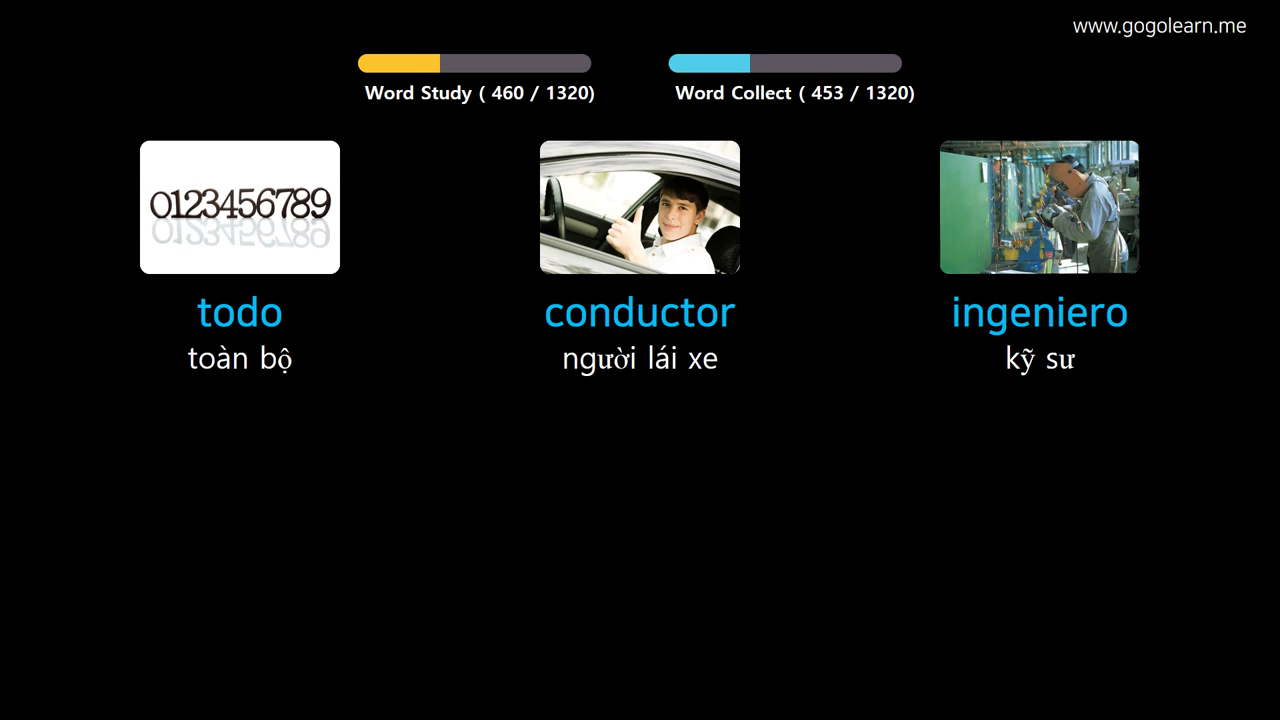 www.gogolearn.me
Word Study ( 460 / 1320)
Word Collect ( 453 / 1320)
0123456789
todo
conductor
ingeniero
toàn bộ
người lái xe
kỹ sư